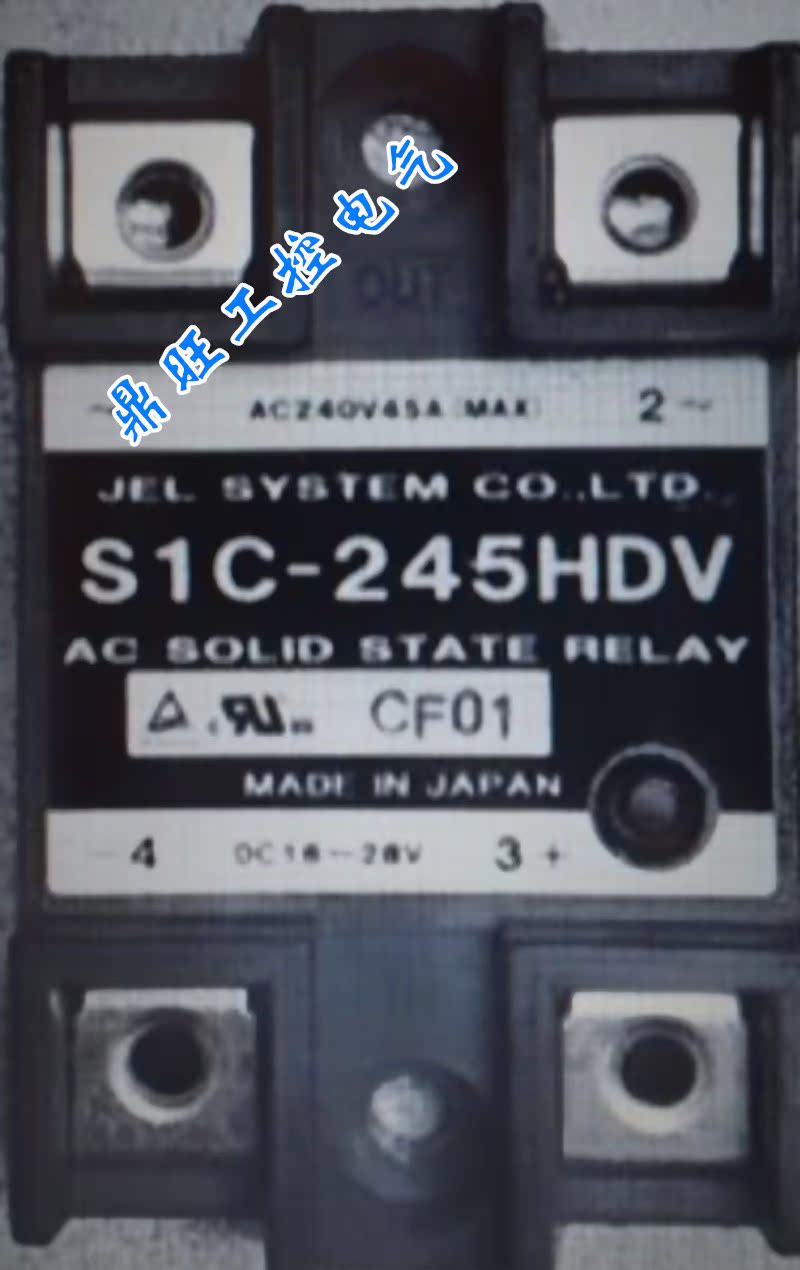 鼎旺工控电气
OUT
~ AC240V45A (MAX) 2 ~
JEL SYSTEM CO.,LTD.
S1C-245HDV
AC SOLID STATE RELAY
CF01
MADE IN JAPAN
- 4 DC16-28V 3 +